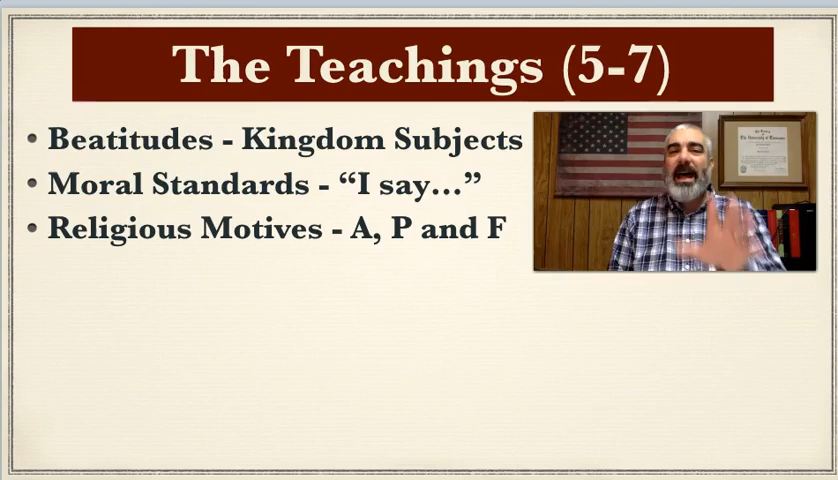 The Teachings (5-7)
• Beatitudes - Kingdom Subjects
• Moral Standards - “I say…”
• Religious Motives - A, P and F